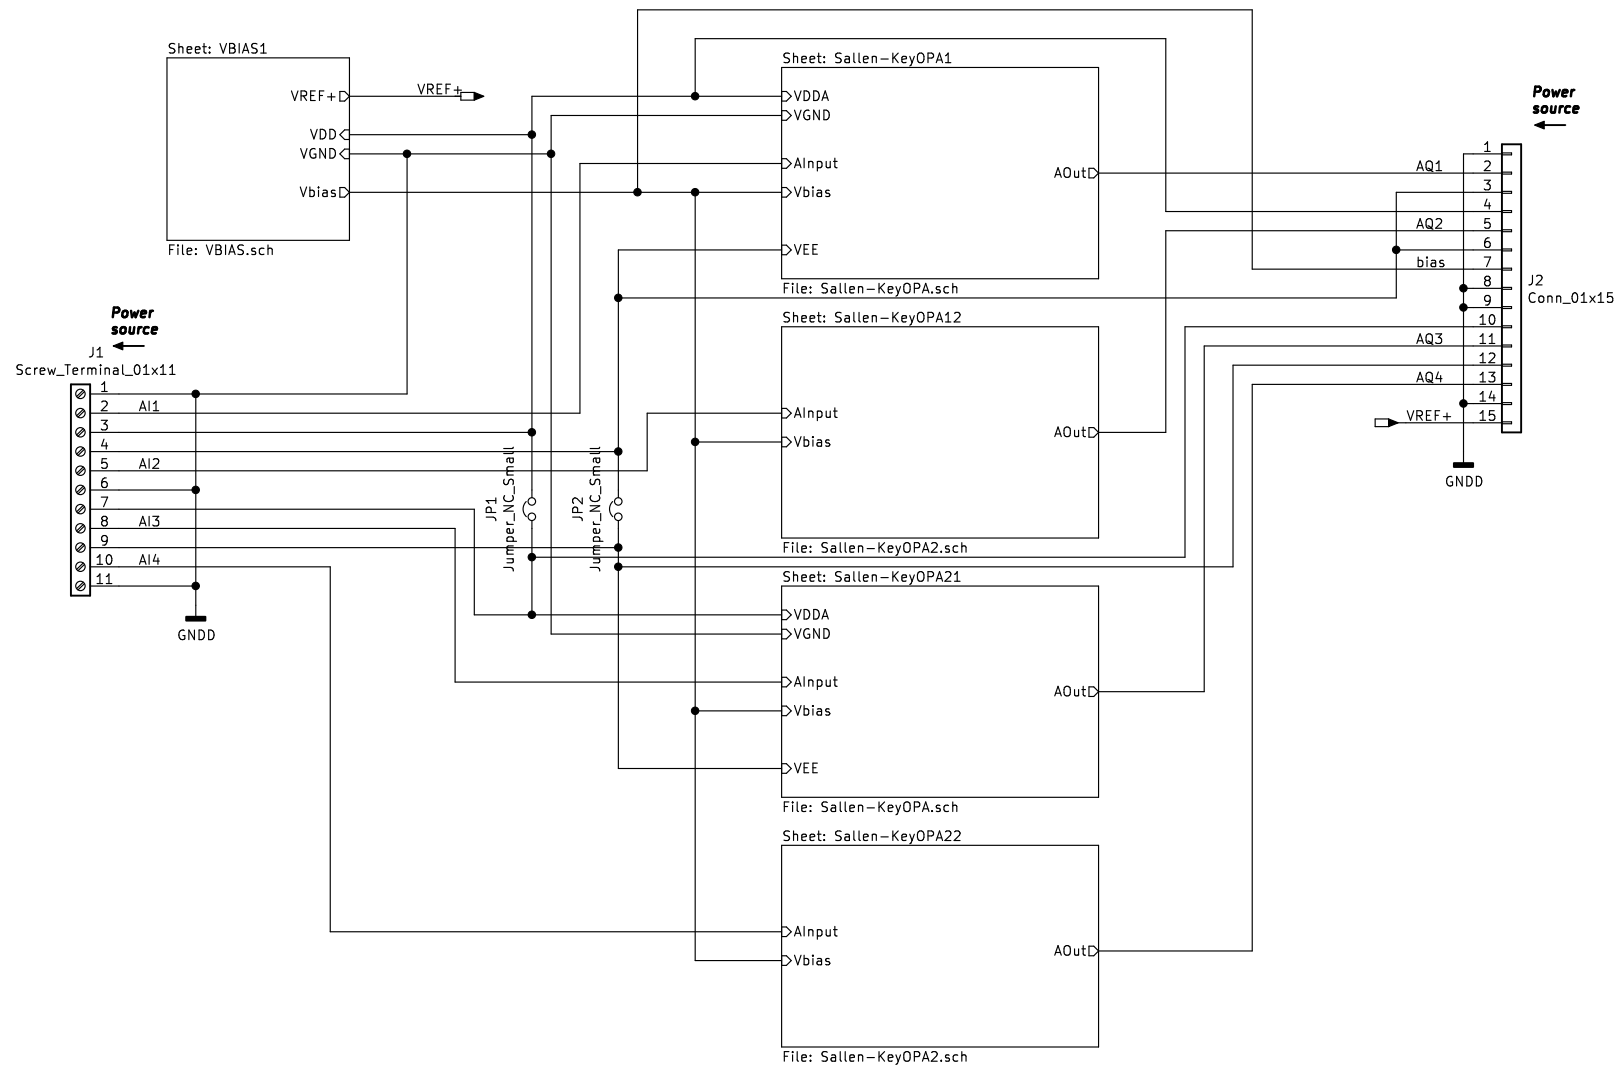 Sheet: VBIAS1
VREF+
VDD
VGND
Vbias
File: VBIAS.sch
VREF+
Power
source
J1
Screw_Terminal_01x11
1
2
3
4
5
6
7
8
9
10
11
AI1
AI2
AI3
AI4
GNDD
JP1
Jumper_NC_Small
JP2
Jumper_NC_Small
Sheet: Sallen-KeyOPA1
VDDA
VGND
AInput
Vbias
VEE
AOut
File: Sallen-KeyOPA.sch
Sheet: Sallen-KeyOPA12
AInput
Vbias
AOut
File: Sallen-KeyOPA2.sch
Sheet: Sallen-KeyOPA21
VDDA
VGND
AInput
Vbias
VEE
AOut
File: Sallen-KeyOPA.sch
Sheet: Sallen-KeyOPA22
AInput
Vbias
AOut
File: Sallen-KeyOPA2.sch
Power
source
AQ1
AQ2
bias
AQ3
AQ4
VREF+
1
2
3
4
5
6
7
8
9
10
11
12
13
14
15
J2
Conn_01x15
GNDD